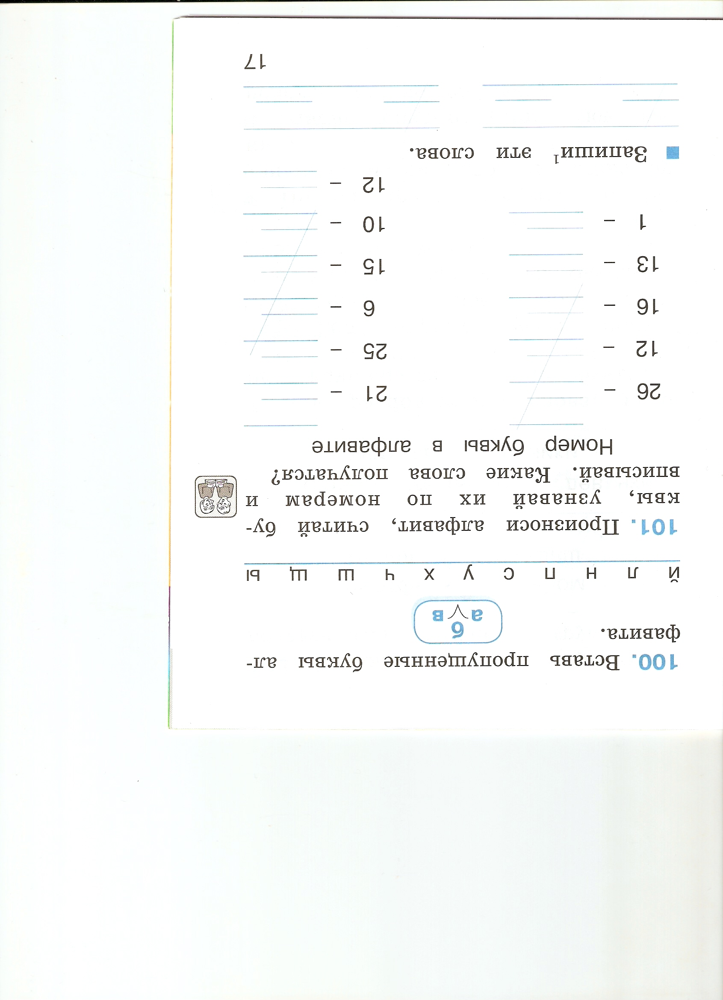 100. Вставь пропущенные буквы ал-
фавита.
б
а в
й л н п с у х ч ш щ ы
101. Произноси алфавит, считай бу-
квы, узнавай их по номерам и
вписывай. Какие слова получатся?
Номер буквы в алфавите
26 – 21 –
12 – 25 –
16 – 6 –
13 – 15 –
1 – 10 –
12 –
Запиши¹ эти слова.
17